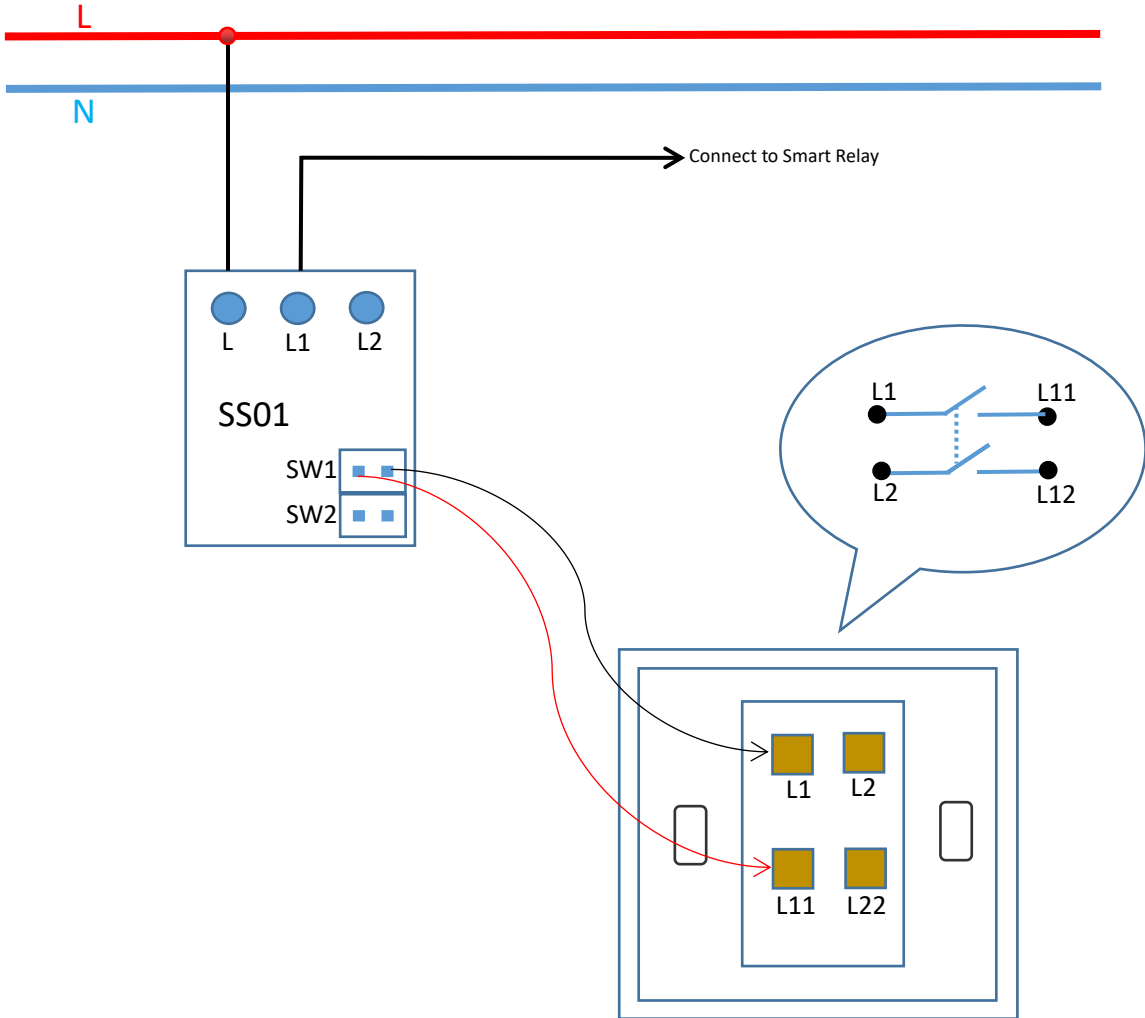 L
N
Connect to Smart Relay
L L1 L2
SS01
SW1
SW2
L1 L11
L2 L12
L1 L2
L11 L22